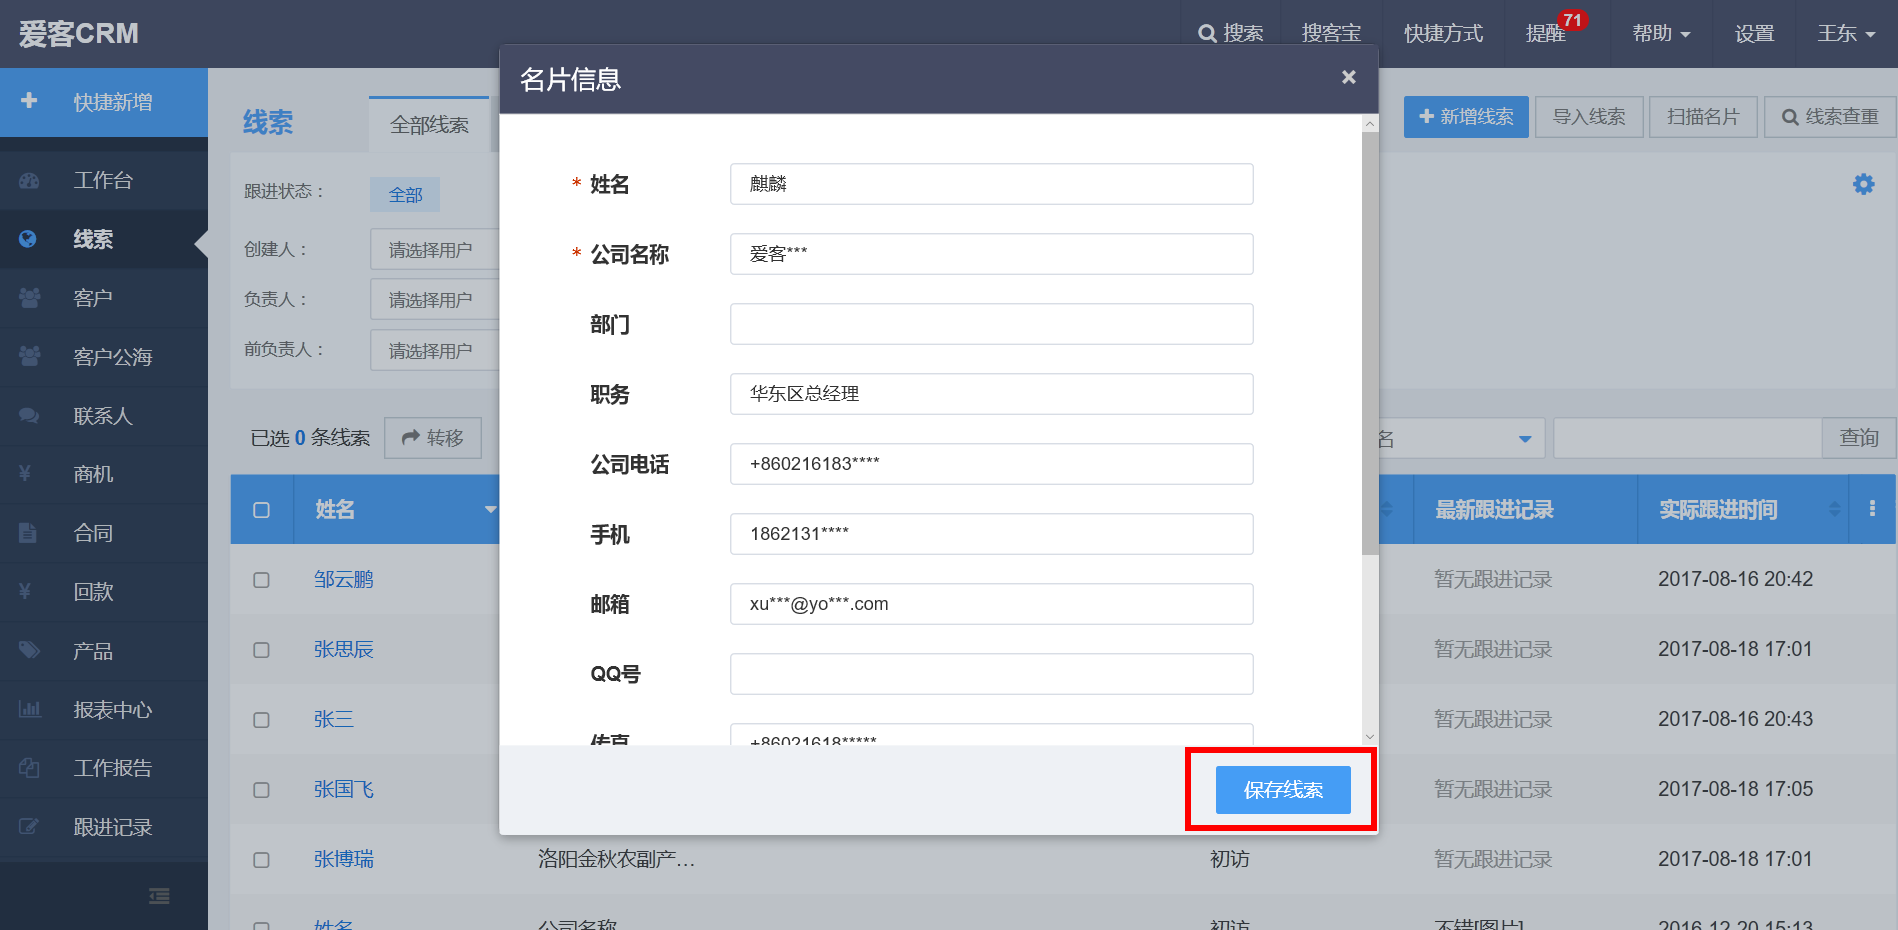 爱客CRM
搜索
搜客宝
快捷方式
提醒
71
帮助
设置
王东
快捷新增
工作台
线索
客户
客户公海
联系人
商机
合同
回款
产品
报表中心
工作报告
跟进记录
线索
全部线索
新增线索
导入线索
扫描名片
线索查重
跟进状态：
全部
创建人：
请选择用户
负责人：
请选择用户
前负责人：
请选择用户
已选 0 条线索
转移
名
查询
姓名
最新跟进记录
实际跟进时间
邹云鹏
暂无跟进记录
2017-08-16 20:42
张思辰
暂无跟进记录
2017-08-18 17:01
张三
暂无跟进记录
2017-08-16 20:43
张国飞
暂无跟进记录
2017-08-18 17:05
张博瑞
洛阳金秋农副产...
初访
暂无跟进记录
2017-08-18 17:01
姓名
公司名称
初访
不错[图片]
2016-12-20 15:13
名片信息
* 姓名
麒麟
* 公司名称
爱客***
部门
职务
华东区总经理
公司电话
+860216183****
手机
1862131****
邮箱
xu***@yo***.com
QQ号
传真
+86021618*****
保存线索